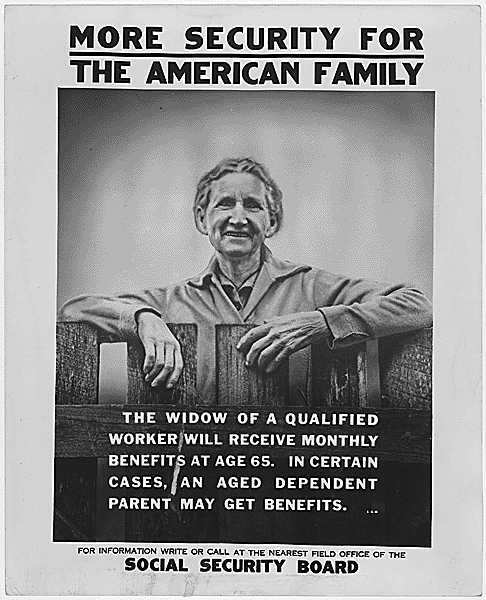 MORE SECURITY FOR
THE AMERICAN FAMILY
THE WIDOW OF A QUALIFIED
WORKER WILL RECEIVE MONTHLY
BENEFITS AT AGE 65. IN CERTAIN
CASES, AN AGED DEPENDENT
PARENT MAY GET BENEFITS.
FOR INFORMATION WRITE OR CALL AT THE NEAREST FIELD OFFICE OF THE
SOCIAL SECURITY BOARD